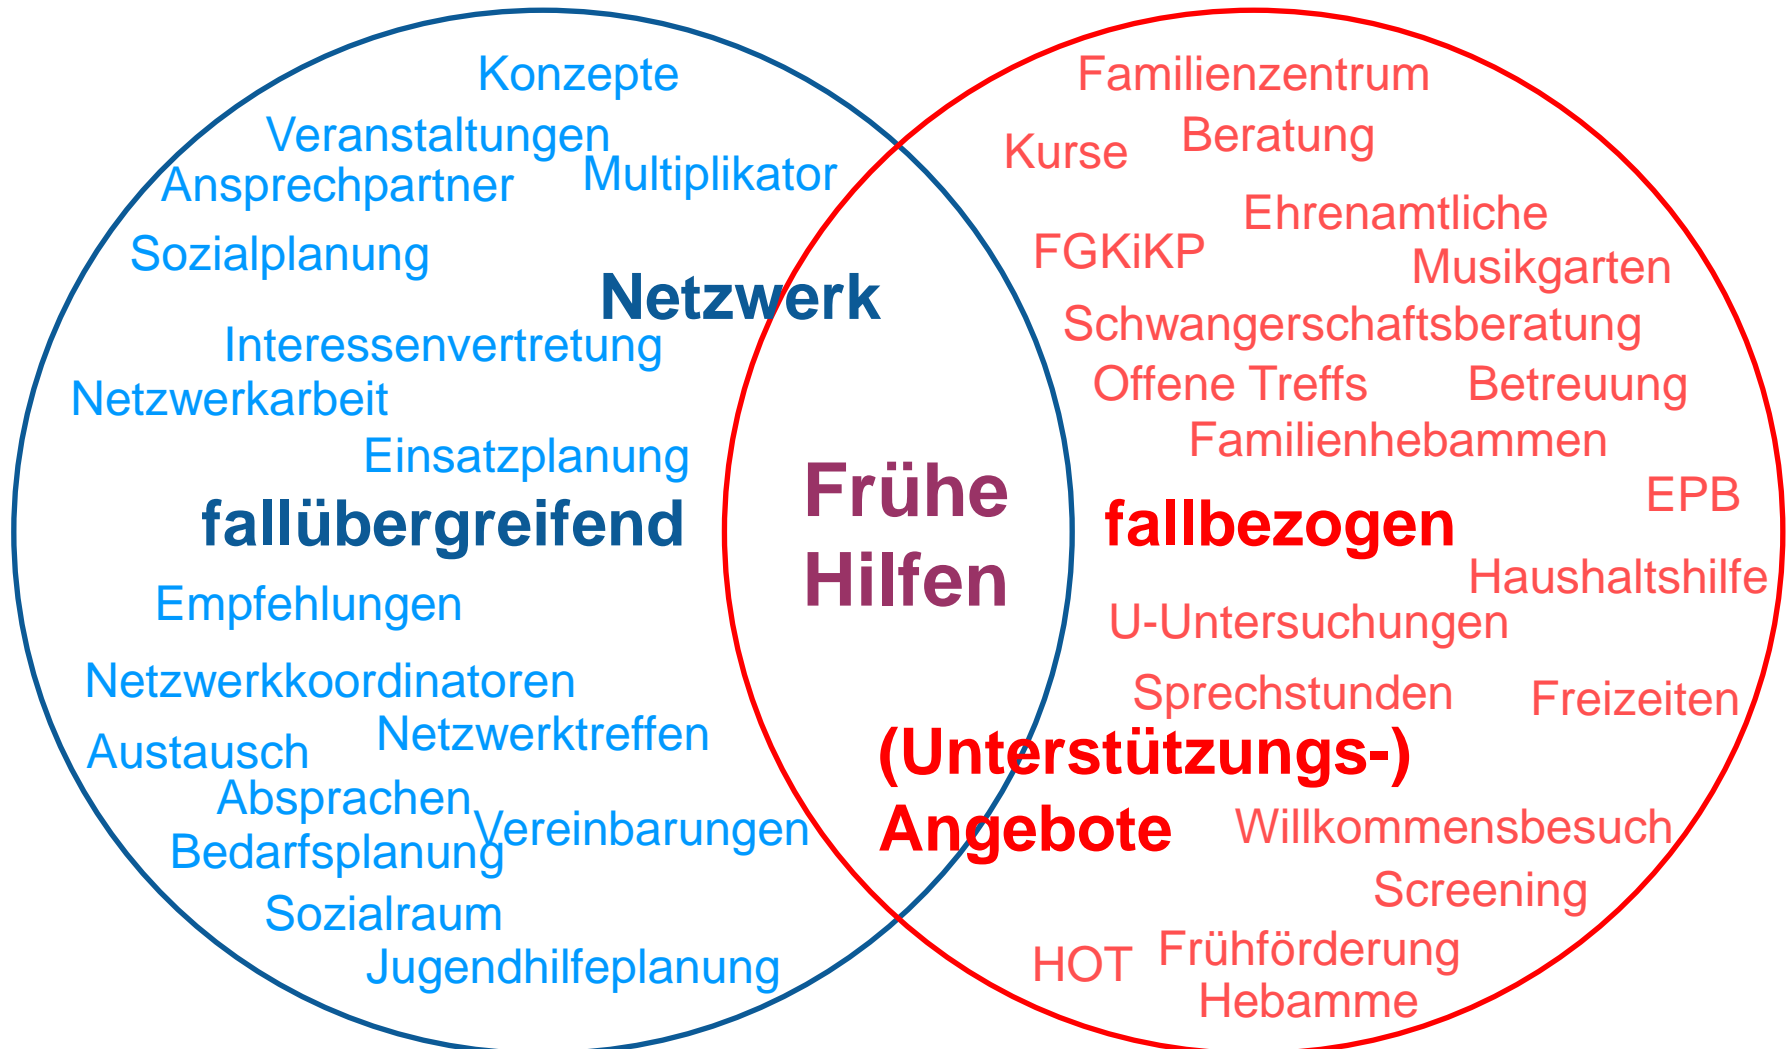 Konzepte
Veranstaltungen
Multiplikator
Ansprechpartner
Sozialplanung
Netzwerk
Interessenvertretung
Netzwerkarbeit
Einsatzplanung
fallübergreifend
Empfehlungen
Netzwerkkoordinatoren
Netzwerktreffen
Austausch
Absprachen
Vereinbarungen
Bedarfsplanung
Sozialraum
Jugendhilfeplanung
Frühe
Hilfen
Familienzentrum
Beratung
Kurse
Ehrenamtliche
FGKiKP
Musikgarten
Schwangerschaftsberatung
Offene Treffs
Betreuung
Familienhebammen
EPB
fallbezogen
Haushaltshilfe
U-Untersuchungen
Sprechstunden
Freizeiten
(Unterstützungs-)
Angebote
Willkommensbesuch
Screening
Frühförderung
HOT
Hebamme